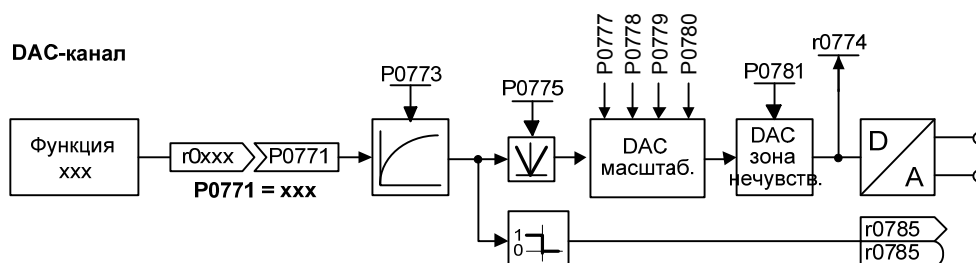 DAC-канал
P0773
P0775
P0777
P0778
P0779
P0780
P0781
r0774
Функция
xxx
r0xxx
P0771
P0771 = xxx
DAC
масштаб.
DAC
зона
нечувств.
D
A
1
0
r0785
r0785